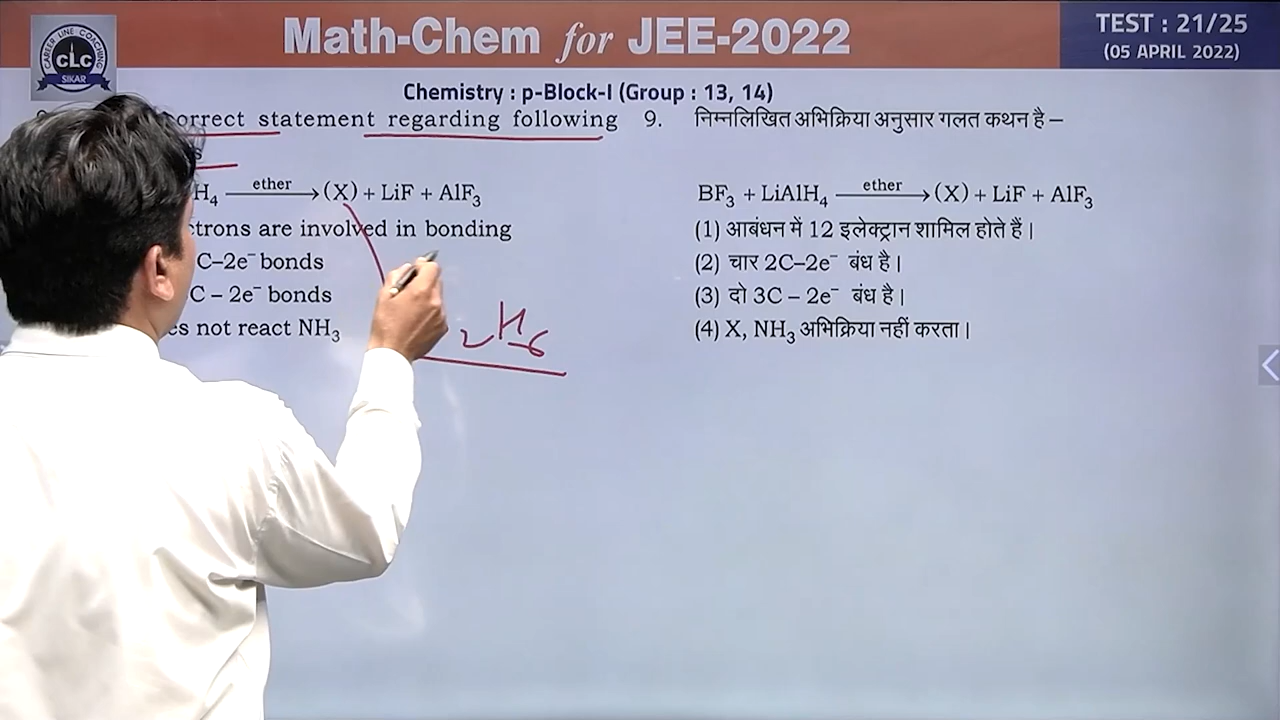 Math-Chem for JEE-2022
TEST : 21/25
(05 APRIL 2022)
CAREER LINE COACHING
CLC
SIKAR
Chemistry : p-Block-I (Group : 13, 14)
orrect statement regarding following
s
H₄ —ether→ (X) + LiF + AlF₃
ctrons are involved in bonding
C–2e⁻ bonds
C – 2e⁻ bonds
es not react NH₃
₂H₆
9. निम्नलिखित अभिक्रिया अनुसार गलत कथन है –
BF₃ + LiAlH₄ —ether→ (X) + LiF + AlF₃
(1) आबंधन में 12 इलेक्ट्रान शामिल होते हैं।
(2) चार 2C–2e⁻ बंध है।
(3) दो 3C – 2e⁻ बंध है।
(4) X, NH₃ अभिक्रिया नहीं करता।